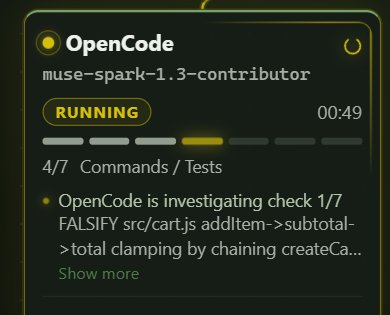 OpenCode
muse-spark-1.3-contributor
RUNNING 00:49
4/7 Commands / Tests
OpenCode is investigating check 1/7
FALSIFY src/cart.js addItem->subtotal-
>total clamping by chaining createCa...
Show more